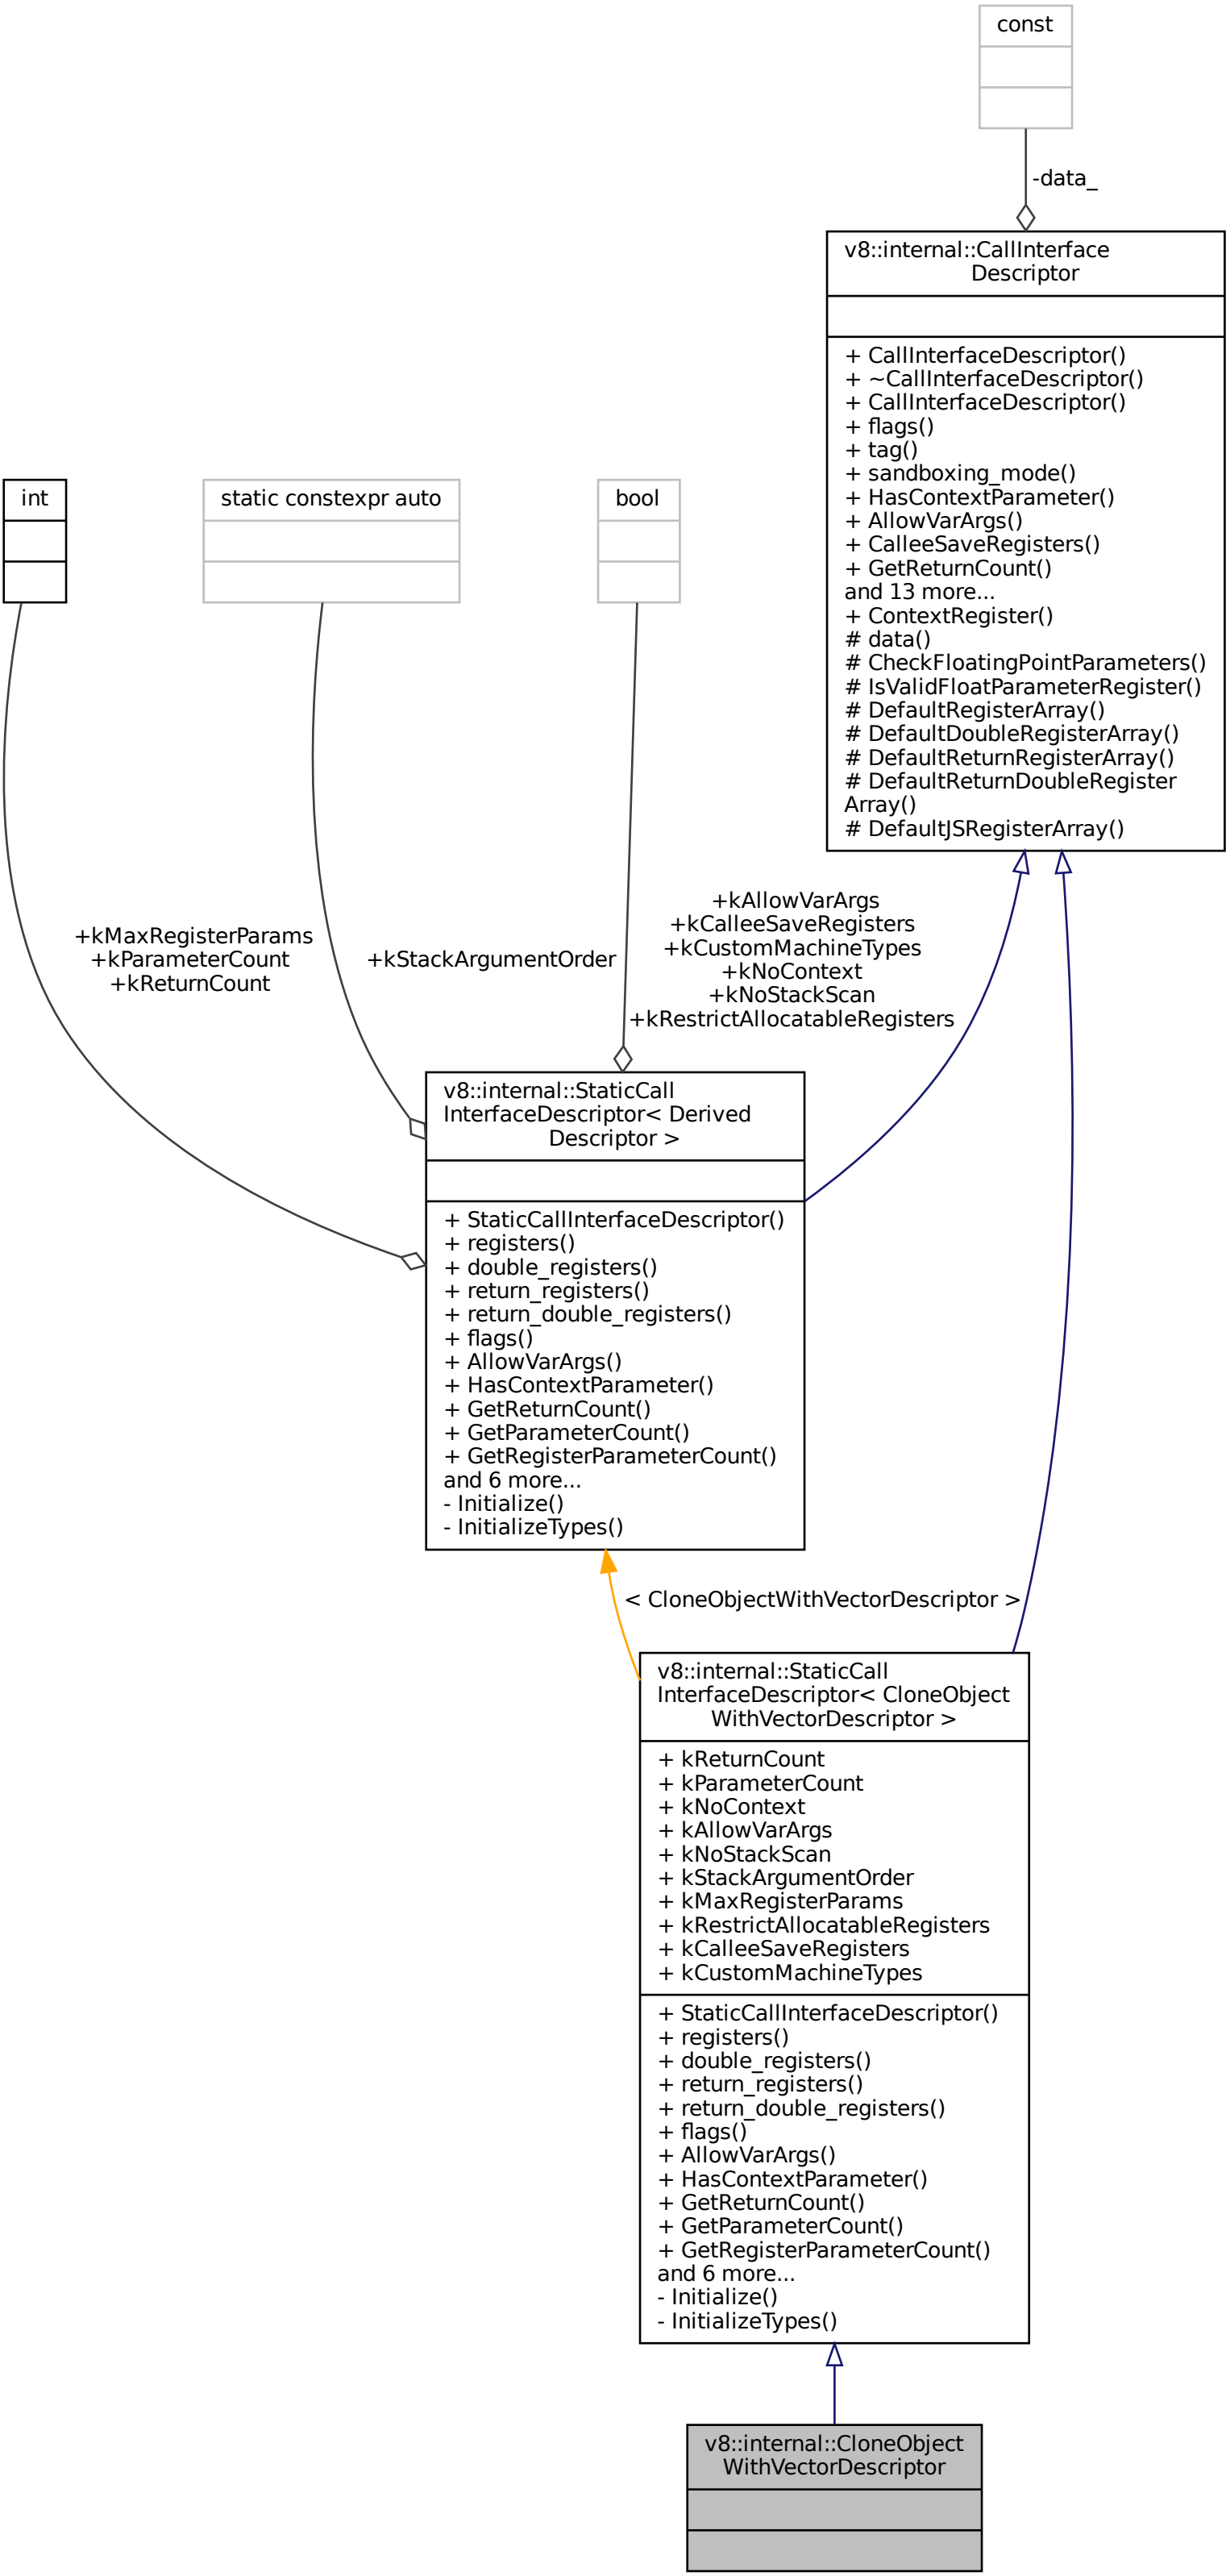 const
-data_
v8::internal::CallInterface
Descriptor
+ CallInterfaceDescriptor()
+ ~CallInterfaceDescriptor()
+ CallInterfaceDescriptor()
+ flags()
+ tag()
+ sandboxing_mode()
+ HasContextParameter()
+ AllowVarArgs()
+ CalleeSaveRegisters()
+ GetReturnCount()
and 13 more...
+ ContextRegister()
# data()
# CheckFloatingPointParameters()
# IsValidFloatParameterRegister()
# DefaultRegisterArray()
# DefaultDoubleRegisterArray()
# DefaultReturnRegisterArray()
# DefaultReturnDoubleRegister
Array()
# DefaultJSRegisterArray()
int
static constexpr auto
bool
+kMaxRegisterParams
+kParameterCount
+kReturnCount
+kStackArgumentOrder
+kAllowVarArgs
+kCalleeSaveRegisters
+kCustomMachineTypes
+kNoContext
+kNoStackScan
+kRestrictAllocatableRegisters
v8::internal::StaticCall
InterfaceDescriptor< Derived
Descriptor >
+ StaticCallInterfaceDescriptor()
+ registers()
+ double_registers()
+ return_registers()
+ return_double_registers()
+ flags()
+ AllowVarArgs()
+ HasContextParameter()
+ GetReturnCount()
+ GetParameterCount()
+ GetRegisterParameterCount()
and 6 more...
- Initialize()
- InitializeTypes()
< CloneObjectWithVectorDescriptor >
v8::internal::StaticCall
InterfaceDescriptor< CloneObject
WithVectorDescriptor >
+ kReturnCount
+ kParameterCount
+ kNoContext
+ kAllowVarArgs
+ kNoStackScan
+ kStackArgumentOrder
+ kMaxRegisterParams
+ kRestrictAllocatableRegisters
+ kCalleeSaveRegisters
+ kCustomMachineTypes
+ StaticCallInterfaceDescriptor()
+ registers()
+ double_registers()
+ return_registers()
+ return_double_registers()
+ flags()
+ AllowVarArgs()
+ HasContextParameter()
+ GetReturnCount()
+ GetParameterCount()
+ GetRegisterParameterCount()
and 6 more...
- Initialize()
- InitializeTypes()
v8::internal::CloneObject
WithVectorDescriptor